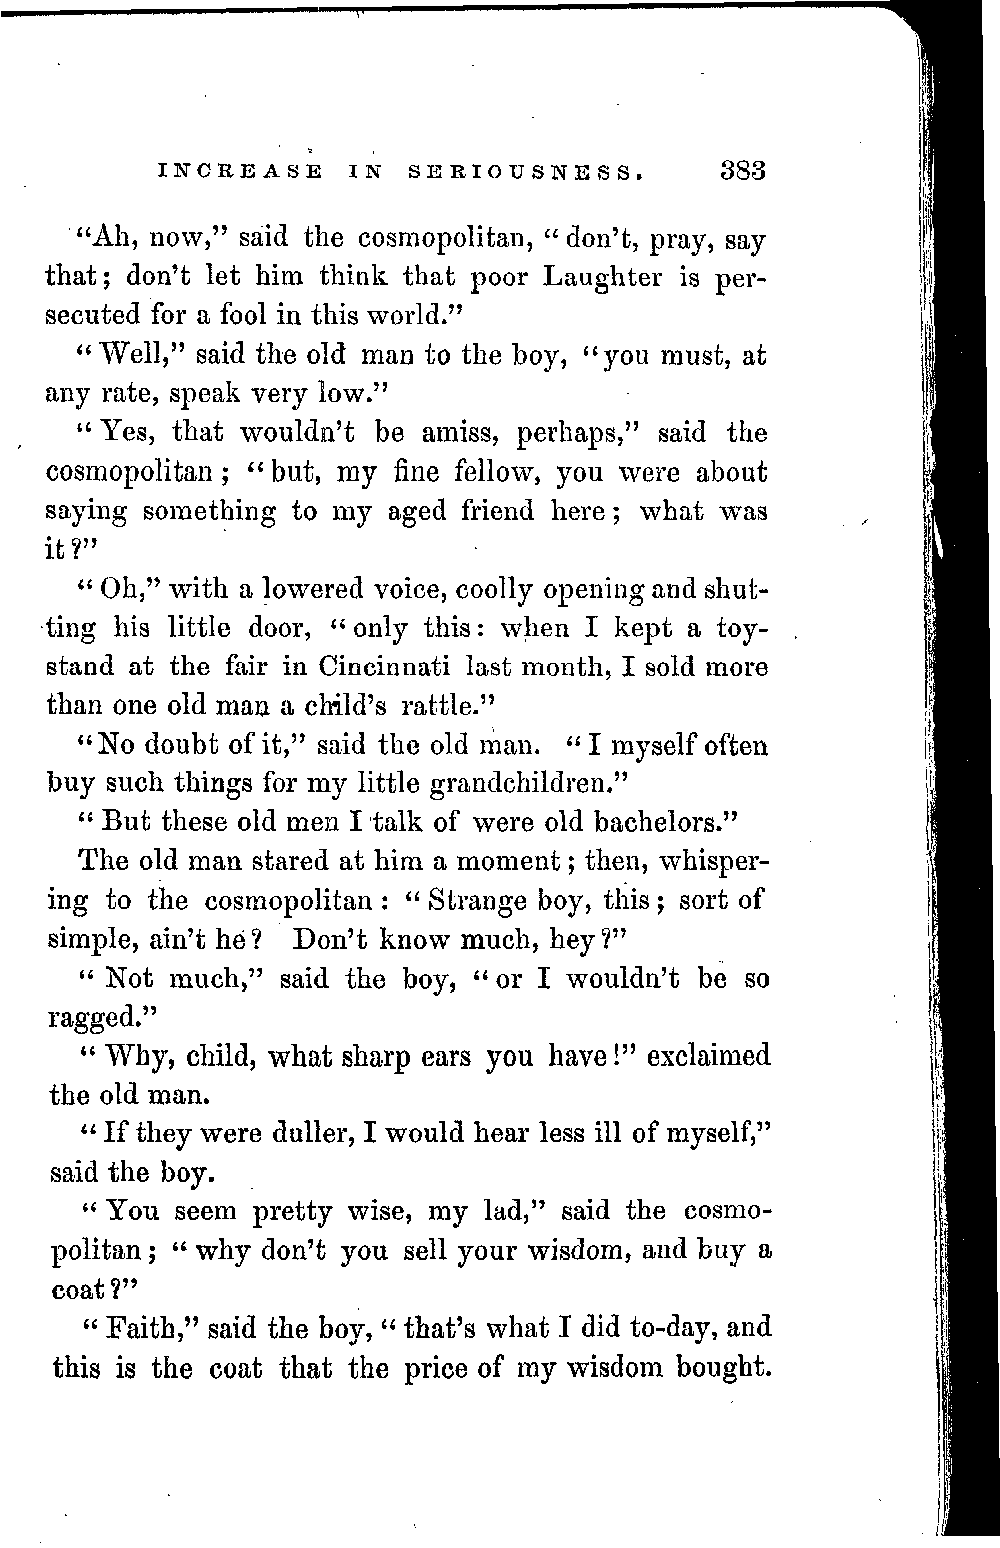 INCREASE IN SERIOUSNESS. 383
"Ah, now," said the cosmopolitan, "don't, pray, say
that; don't let him think that poor Laughter is per-
secuted for a fool in this world."
"Well," said the old man to the boy, "you must, at
any rate, speak very low."
"Yes, that wouldn't be amiss, perhaps," said the
cosmopolitan; "but, my fine fellow, you were about
saying something to my aged friend here; what was
it?"
"Oh," with a lowered voice, coolly opening and shut-
ting his little door, "only this: when I kept a toy-
stand at the fair in Cincinnati last month, I sold more
than one old man a child's rattle."
"No doubt of it," said the old man. "I myself often
buy such things for my little grandchildren."
"But these old men I talk of were old bachelors."
The old man stared at him a moment; then, whisper-
ing to the cosmopolitan: "Strange boy, this; sort of
simple, ain't he? Don't know much, hey?"
"Not much," said the boy, "or I wouldn't be so
ragged."
"Why, child, what sharp ears you have!" exclaimed
the old man.
"If they were duller, I would hear less ill of myself,"
said the boy.
"You seem pretty wise, my lad," said the cosmo-
politan; "why don't you sell your wisdom, and buy a
coat?"
"Faith," said the boy, "that's what I did to-day, and
this is the coat that the price of my wisdom bought.